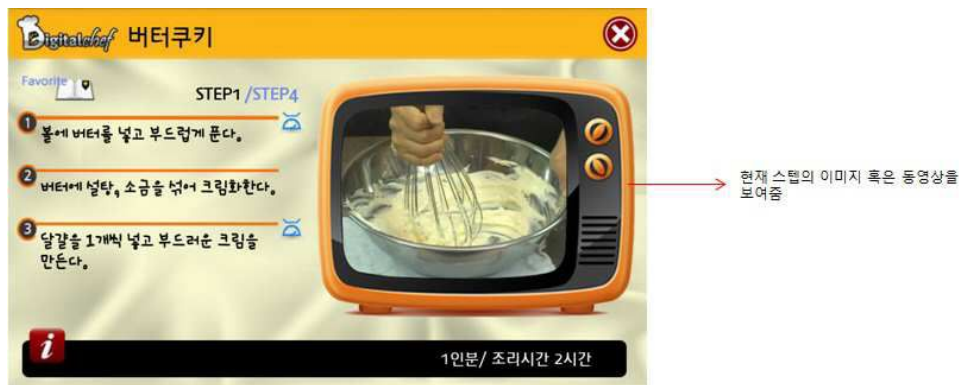 Digitalchef 버터쿠키
Favorite
STEP1 /STEP4
1 볼에 버터를 넣고 부드럽게 푼다.
2 버터에 설탕, 소금을 섞어 크림화한다.
3 달걀을 1개씩 넣고 부드러운 크림을
만든다.
i
1인분/ 조리시간 2시간
현재 스텝의 이미지 혹은 동영상을
보여줌